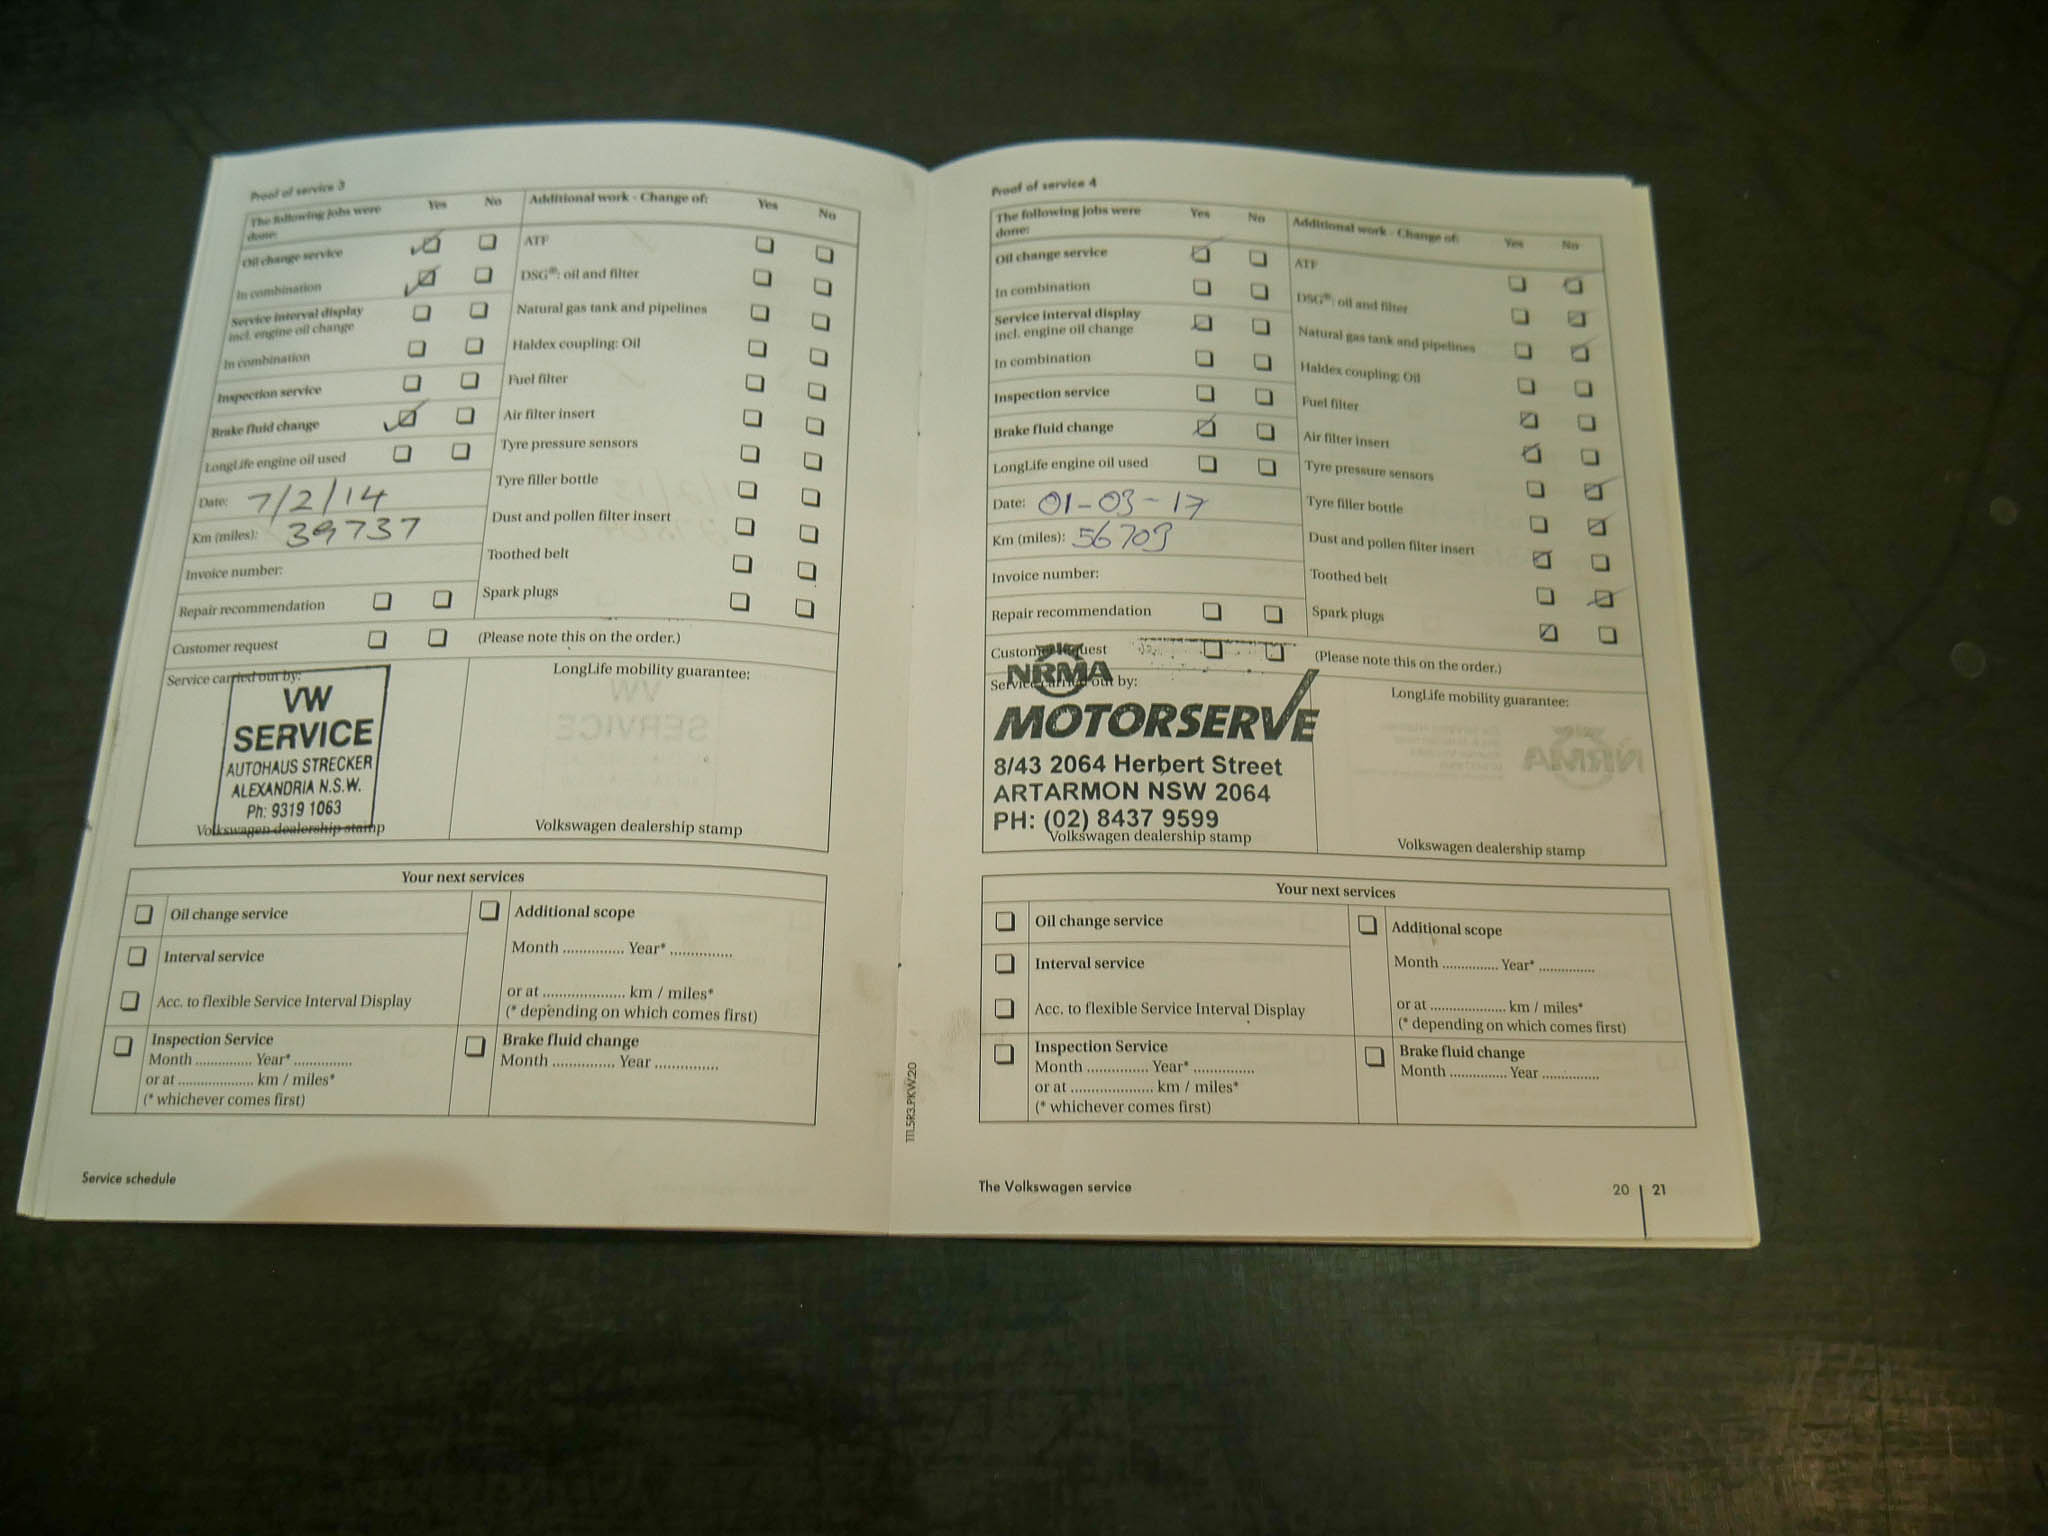 Proof of service 3
The following jobs were done: Yes No
Oil change service
In combination
Service interval display
incl. engine oil change
In combination
Inspection service
Brake fluid change
LongLife engine oil used
Date: 7/2/14
Km (miles): 39737
Invoice number:
Repair recommendation
Customer request
Additional work - Change of: Yes No
ATF
DSG®: oil and filter
Natural gas tank and pipelines
Haldex coupling: Oil
Fuel filter
Air filter insert
Tyre pressure sensors
Tyre filler bottle
Dust and pollen filter insert
Toothed belt
Spark plugs
(Please note this on the order.)
Service carried out by:
VW
SERVICE
AUTOHAUS STRECKER
ALEXANDRIA N.S.W.
Ph: 9319 1063
Volkswagen dealership stamp
LongLife mobility guarantee:
Volkswagen dealership stamp
Your next services
Oil change service
Interval service
Acc. to flexible Service Interval Display
Inspection Service
Month .............. Year* ..............
or at .................... km / miles*
(* whichever comes first)
Additional scope
Month ............... Year* ...............
or at .................... km / miles*
(* depending on which comes first)
Brake fluid change
Month ............... Year ...............
Service schedule
111.5R3.PKW.20
Proof of service 4
The following jobs were Yes No
done:
Oil change service
In combination
Service interval display
incl. engine oil change
In combination
Inspection service
Brake fluid change
LongLife engine oil used
Date: 01-03-17
Km (miles): 56709
Invoice number:
Repair recommendation
Customer request
Additional work - Change of: Yes No
ATF
DSG®: oil and filter
Natural gas tank and pipelines
Haldex coupling: Oil
Fuel filter
Air filter insert
Tyre pressure sensors
Tyre filler bottle
Dust and pollen filter insert
Toothed belt
Spark plugs
(Please note this on the order.)
Service carried out by:
NRMA
MOTORSERVE
8/43 2064 Herbert Street
ARTARMON NSW 2064
PH: (02) 8437 9599
Volkswagen dealership stamp
LongLife mobility guarantee:
Volkswagen dealership stamp
Your next services
Oil change service
Interval service
Acc. to flexible Service Interval Display
Inspection Service
Month ............... Year* ...............
or at .................... km / miles*
(* whichever comes first)
Additional scope
Month .............. Year* ..............
or at .................... km / miles*
(* depending on which comes first)
Brake fluid change
Month .............. Year ..............
The Volkswagen service
20 | 21